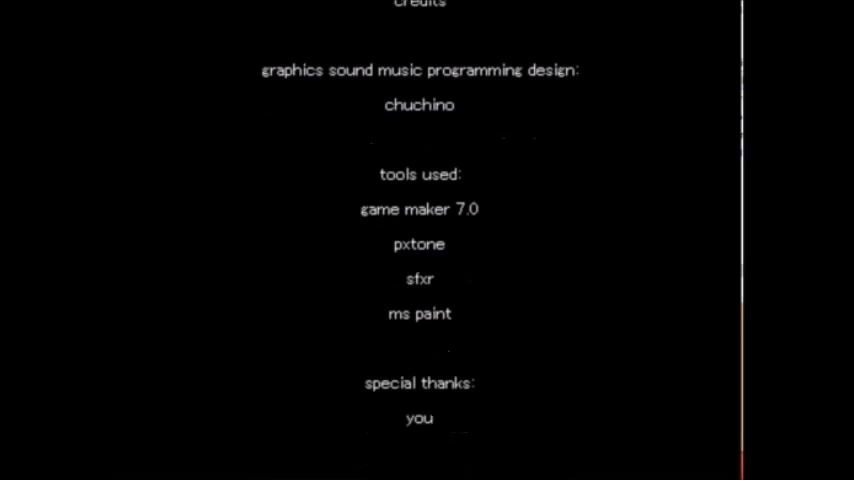 credits
graphics sound music programming design:
chuchino
tools used:
game maker 7.0
pxtone
sfxr
ms paint
special thanks:
you